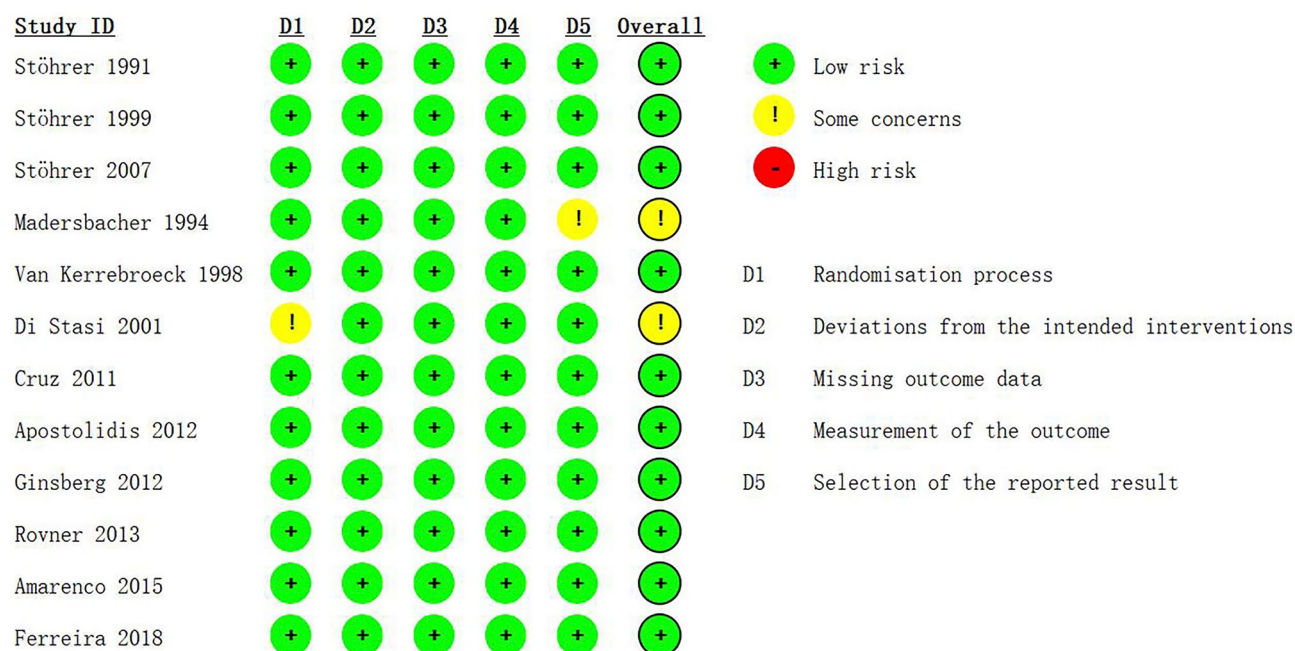 Study ID D1 D2 D3 D4 D5 Overall
Stöhrer 1991 + + + + + + + Low risk
Stöhrer 1999 + + + + + + ! Some concerns
Stöhrer 2007 + + + + + + - High risk
Madersbacher 1994 + + + + ! !
Van Kerrebroeck 1998 + + + + + + D1 Randomisation process
Di Stasi 2001 ! + + + + ! D2 Deviations from the intended interventions
Cruz 2011 + + + + + + D3 Missing outcome data
Apostolidis 2012 + + + + + + D4 Measurement of the outcome
Ginsberg 2012 + + + + + + D5 Selection of the reported result
Rovner 2013 + + + + + +
Amarenco 2015 + + + + + +
Ferreira 2018 + + + + + +